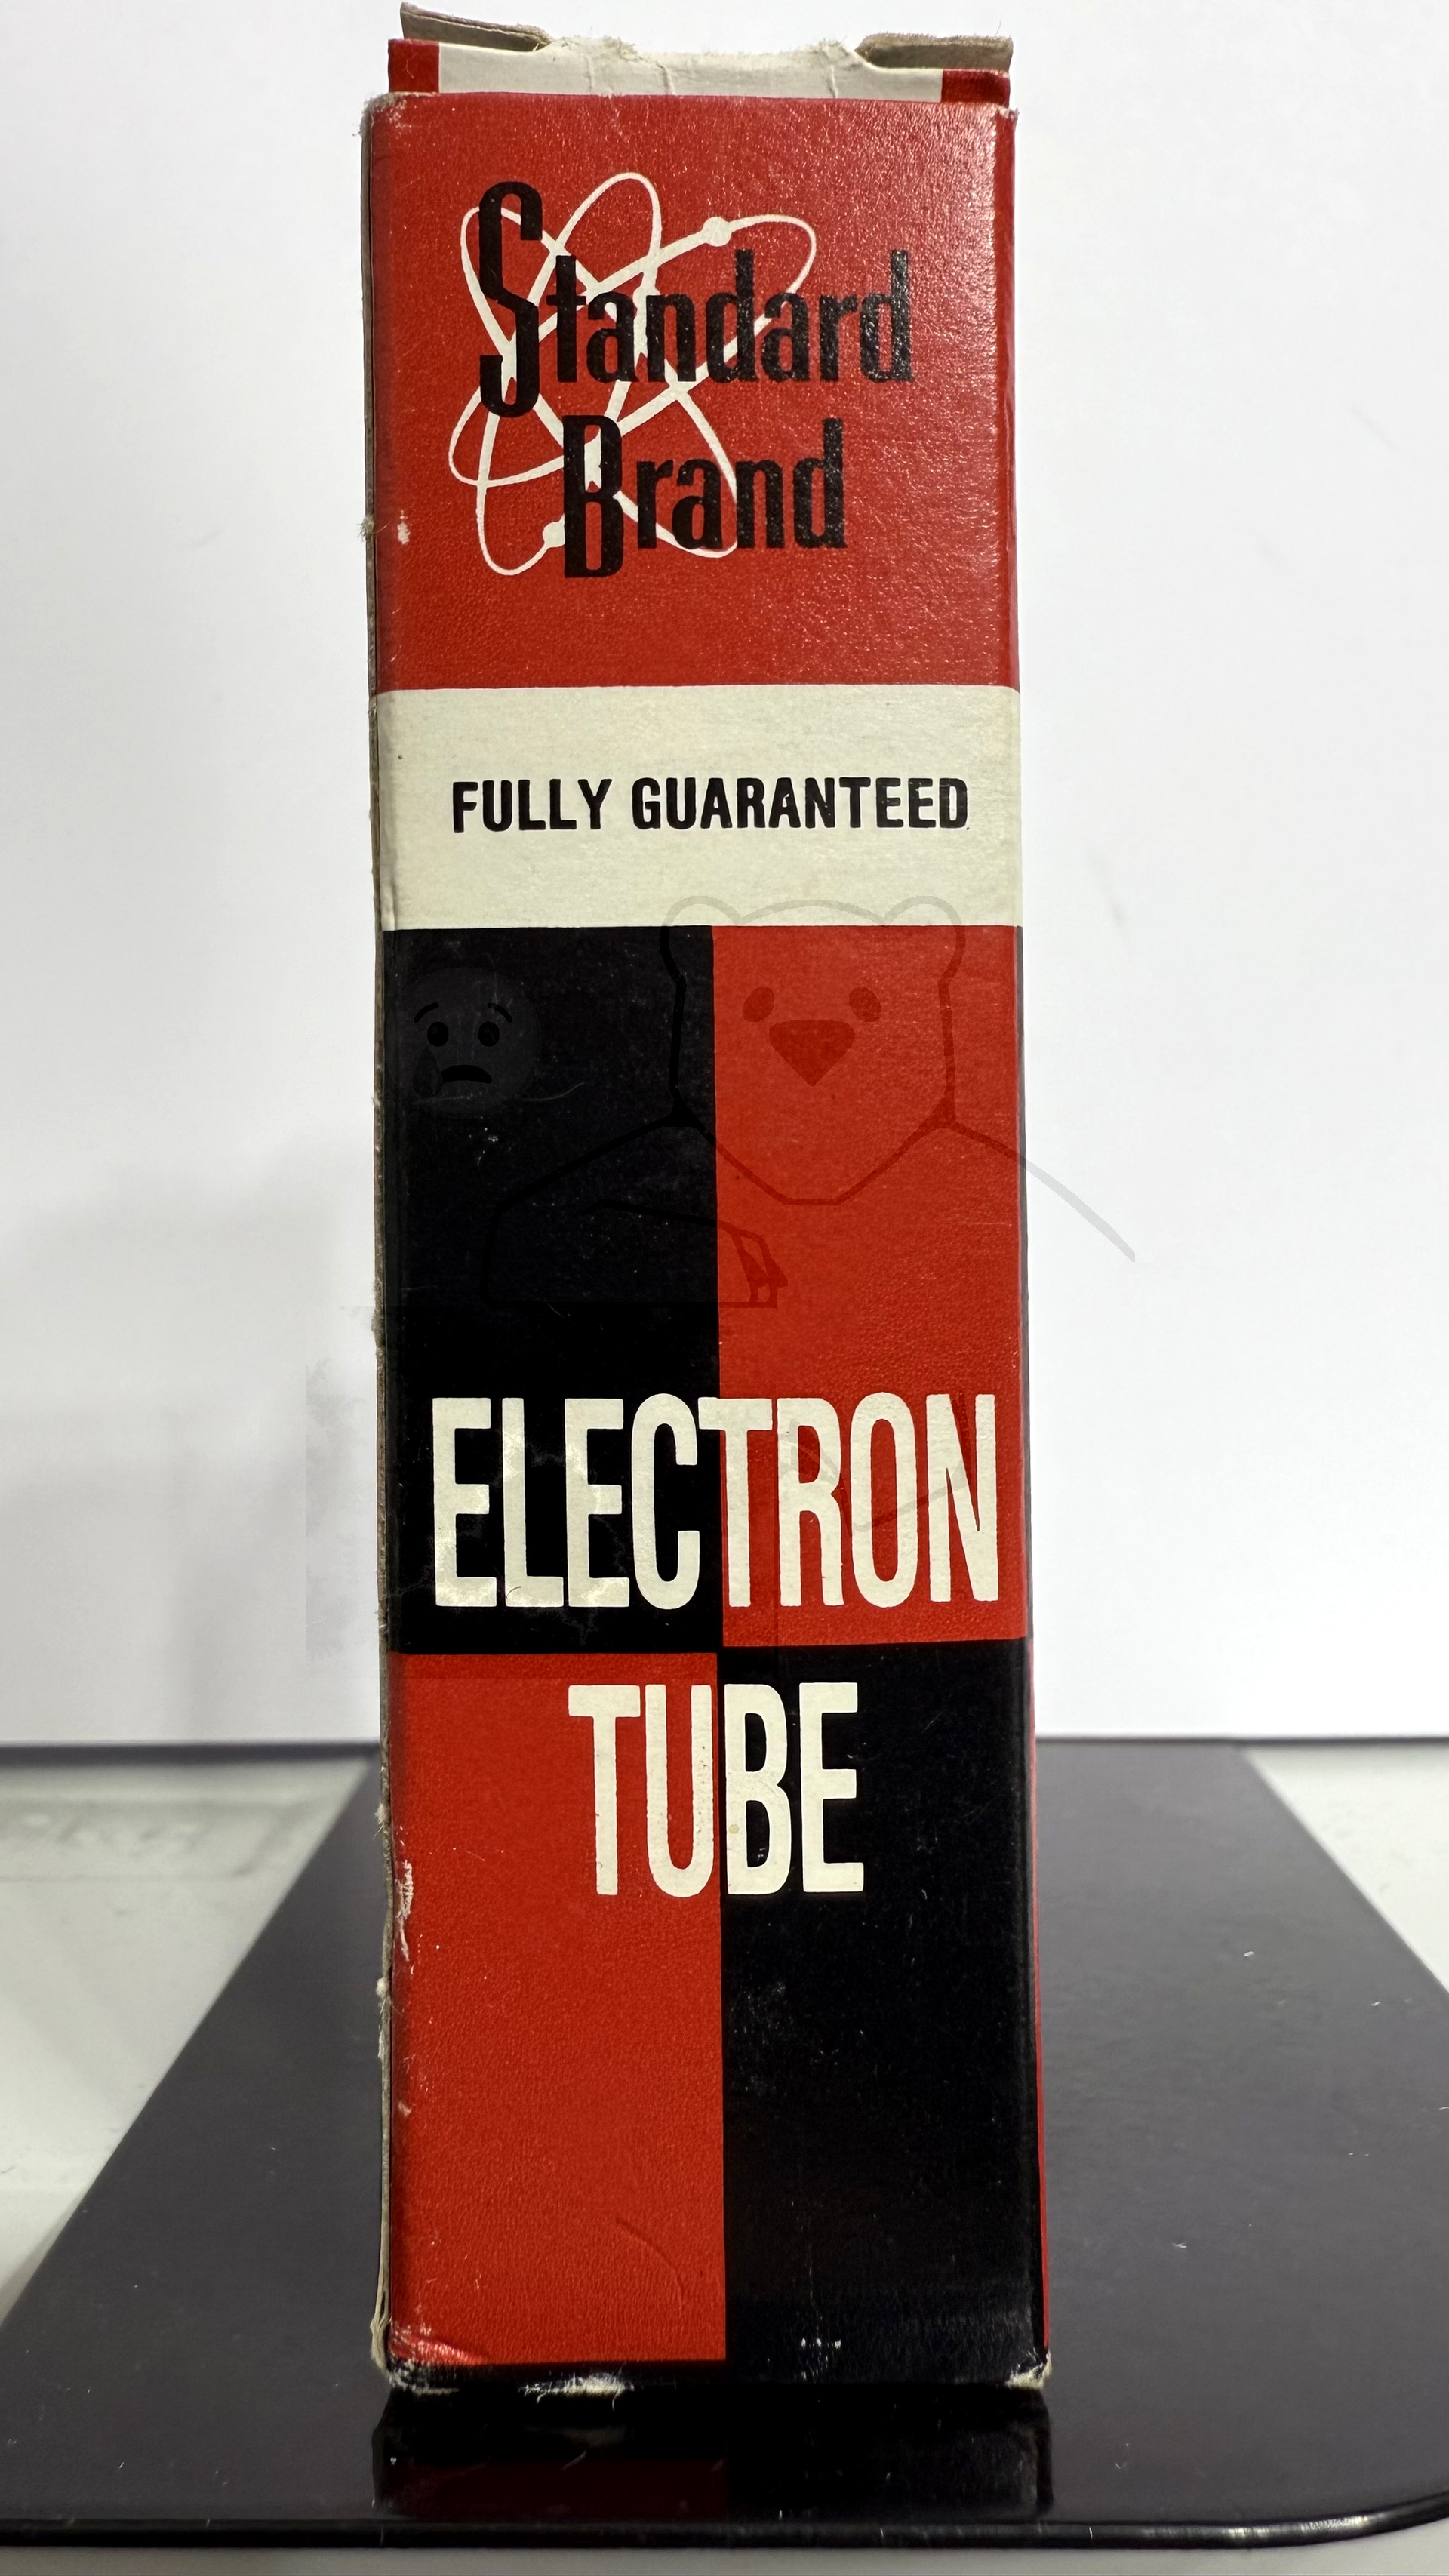 Standard
Brand
FULLY GUARANTEED
ELECTRON
TUBE